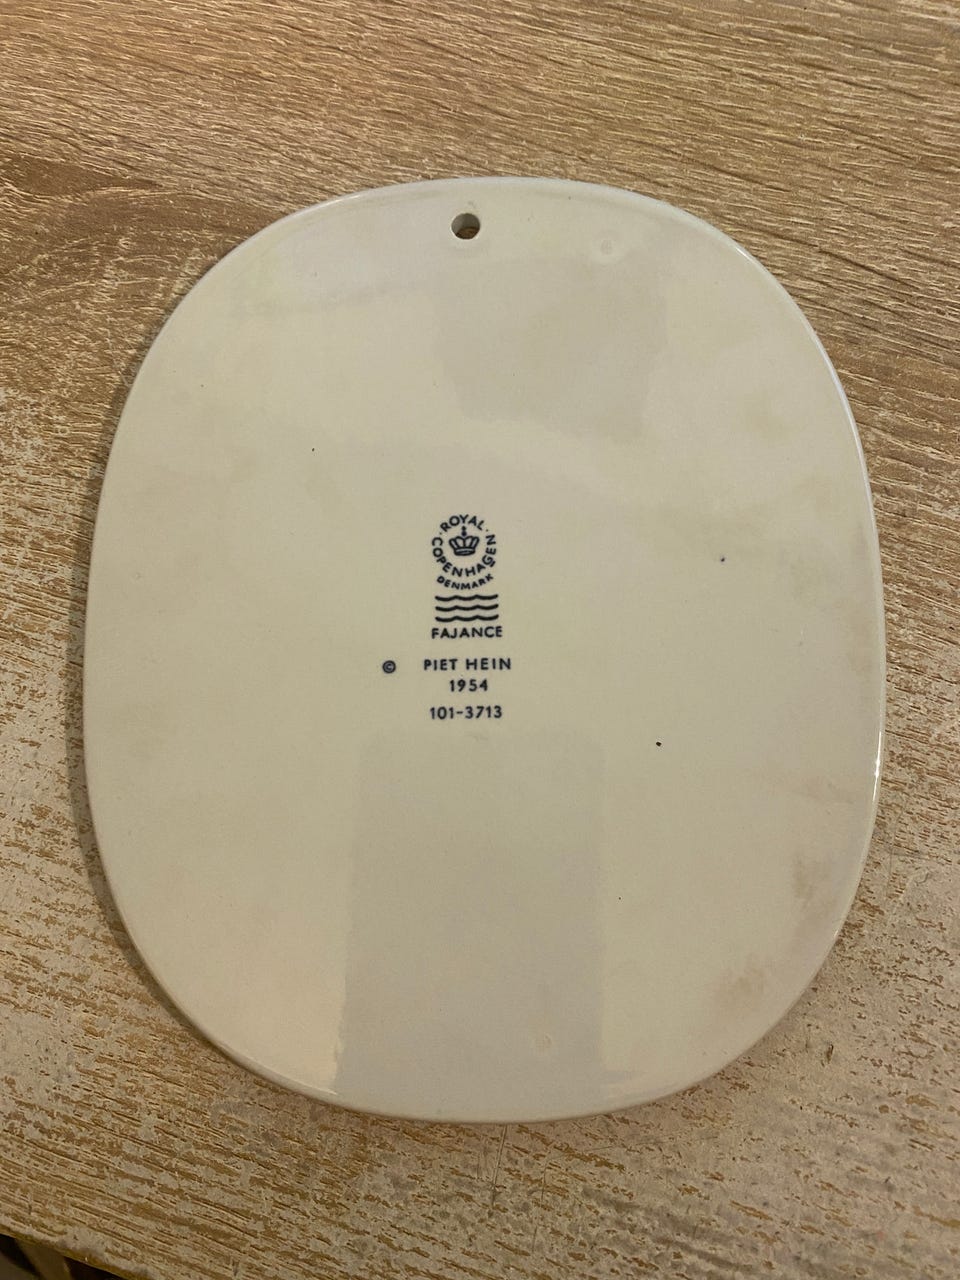 ROYAL
COPENHAGEN
DENMARK
FAJANCE
© PIET HEIN
1954
101-3713